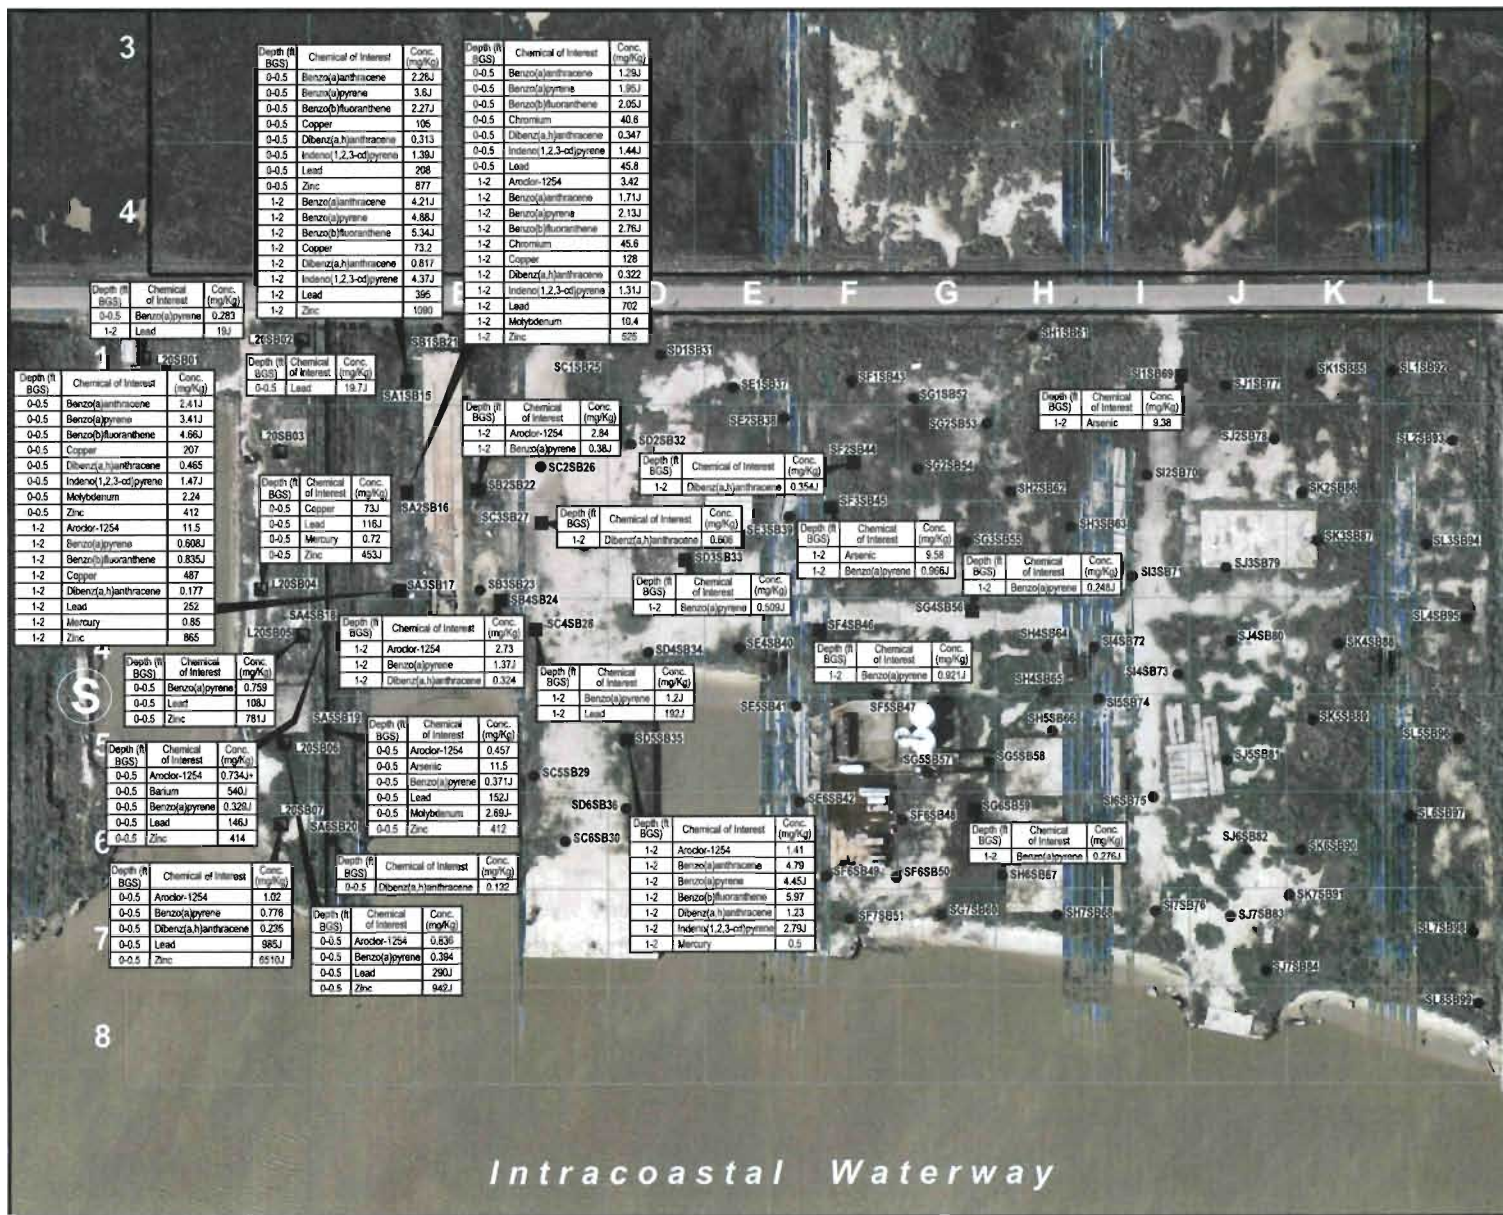 3
4
Depth (ft BGS) Chemical of Interest Conc. (mg/Kg)
0-0.5 Benzo(a)anthracene 2.26J
0-0.5 Benzo(a)pyrene 3.6J
0-0.5 Benzo(b)fluoranthene 2.27J
0-0.5 Copper 105
0-0.5 Dibenz(a,h)anthracene 0.313
0-0.5 Indeno(1,2,3-cd)pyrene 1.39J
0-0.5 Lead 208
0-0.5 Zinc 877
1-2 Benzo(a)anthracene 4.21J
1-2 Benzo(a)pyrene 4.88J
1-2 Benzo(b)fluoranthene 5.34J
1-2 Copper 73.2
1-2 Dibenz(a,h)anthracene 0.817
1-2 Indeno(1,2,3-cd)pyrene 4.37J
1-2 Lead 395
1-2 Zinc 1090
Depth (ft BGS) Chemical of Interest Conc. (mg/Kg)
0-0.5 Benzo(a)anthracene 1.29J
0-0.5 Benzo(a)pyrene 1.95J
0-0.5 Benzo(b)fluoranthene 2.05J
0-0.5 Chromium 40.6
0-0.5 Dibenz(a,h)anthracene 0.347
0-0.5 Indeno(1,2,3-cd)pyrene 1.44J
0-0.5 Lead 45.8
1-2 Aroclor-1254 3.42
1-2 Benzo(a)anthracene 1.71J
1-2 Benzo(a)pyrene 2.13J
1-2 Benzo(b)fluoranthene 2.76J
1-2 Chromium 45.6
1-2 Copper 128
1-2 Dibenz(a,h)anthracene 0.322
1-2 Indeno(1,2,3-cd)pyrene 1.31J
1-2 Lead 702
1-2 Molybdenum 10.4
1-2 Zinc 525
Depth (ft BGS) Chemical of Interest Conc. (mg/Kg)
0-0.5 Benzo(a)pyrene 0.283
1-2 Lead 19J
D E F G H I J K L
L20SB01
L20SB02
SB1SB21
SC1SB25
SD1SB31
SH1SB61
Depth (ft BGS) Chemical of Interest Conc. (mg/Kg)
0-0.5 Lead 19.7J
SA1SB15
SE1SB37
SF1SB43
SG1SB52
SI1SB69
SJ1SB77
SK1SB85
SL1SB92
Depth (ft BGS) Chemical of Interest Conc. (mg/Kg)
0-0.5 Benzo(a)anthracene 2.41J
0-0.5 Benzo(a)pyrene 3.41J
0-0.5 Benzo(b)fluoranthene 4.66J
0-0.5 Copper 207
0-0.5 Dibenz(a,h)anthracene 0.465
0-0.5 Indeno(1,2,3-cd)pyrene 1.47J
0-0.5 Molybdenum 2.24
0-0.5 Zinc 412
1-2 Aroclor-1254 11.5
1-2 Benzo(a)pyrene 0.608J
1-2 Benzo(b)fluoranthene 0.835J
1-2 Copper 487
1-2 Dibenz(a,h)anthracene 0.177
1-2 Lead 252
1-2 Mercury 0.85
1-2 Zinc 865
Depth (ft BGS) Chemical of Interest Conc. (mg/Kg)
1-2 Aroclor-1254 2.84
1-2 Benzo(a)pyrene 0.38J
Depth (ft BGS) Chemical of Interest Conc. (mg/Kg)
1-2 Arsenic 9.38
SE2SB38
SG2SB53
L20SB03
SD2SB32
SF2SB44
SJ2SB78
SL2SB93
SC2SB26
SG2SB54
SI2SB70
Depth (ft BGS) Chemical of Interest Conc. (mg/Kg)
1-2 Dibenz(a,h)anthracene 0.354J
Depth (ft BGS) Chemical of Interest Conc. (mg/Kg)
0-0.5 Copper 73J
0-0.5 Lead 116J
0-0.5 Mercury 0.72
0-0.5 Zinc 453J
SA2SB16
SB2SB22
SC3SB27
SF3SB45
SH2SB62
SK2SB86
Depth (ft BGS) Chemical of Interest Conc. (mg/Kg)
1-2 Dibenz(a,h)anthracene 0.606
SE3SB39
SH3SB63
Depth (ft BGS) Chemical of Interest Conc. (mg/Kg)
1-2 Arsenic 9.58
1-2 Benzo(a)pyrene 0.966J
SG3SB55
SK3SB87
SL3SB94
SD3SB33
Depth (ft BGS) Chemical of Interest Conc. (mg/Kg)
1-2 Benzo(a)pyrene 0.248J
SI3SB71
SJ3SB79
L20SB04
SA3SB17
SB3SB23
SB4SB24
Depth (ft BGS) Chemical of Interest Conc. (mg/Kg)
1-2 Benzo(a)pyrene 0.509J
SG4SB56
SL4SB95
SA4SB18
L20SB05
SC4SB28
SF4SB46
SH4SB64
SI4SB72
SJ4SB80
SK4SB88
Depth (ft BGS) Chemical of Interest Conc. (mg/Kg)
1-2 Aroclor-1254 2.73
1-2 Benzo(a)pyrene 1.37J
1-2 Dibenz(a,h)anthracene 0.324
SD4SB34
SE4SB40
Depth (ft BGS) Chemical of Interest Conc. (mg/Kg)
1-2 Benzo(a)pyrene 0.921J
SI4SB73
Depth (ft BGS) Chemical of Interest Conc. (mg/Kg)
0-0.5 Benzo(a)pyrene 0.759
0-0.5 Lead 108J
0-0.5 Zinc 781J
S
Depth (ft BGS) Chemical of Interest Conc. (mg/Kg)
1-2 Benzo(a)pyrene 1.2J
1-2 Lead 192J
SE5SB41
SF5SB47
SH4SB65
SI5SB74
SA5SB19
SH5SB66
SK5SB89
5
L20SB06
SD5SB35
SG5SB58
SL5SB96
Depth (ft BGS) Chemical of Interest Conc. (mg/Kg)
0-0.5 Aroclor-1254 0.457
0-0.5 Arsenic 11.5
0-0.5 Benzo(a)pyrene 0.371J
0-0.5 Lead 152J
0-0.5 Molybdenum 2.69J-
0-0.5 Zinc 412
Depth (ft BGS) Chemical of Interest Conc. (mg/Kg)
0-0.5 Aroclor-1254 0.734J+
0-0.5 Barium 540J
0-0.5 Benzo(a)pyrene 0.329J
0-0.5 Lead 146J
0-0.5 Zinc 414
SC5SB29
SG5SB57
SJ5SB81
L20SB07
SA6SB20
SD6SB36
SE6SB42
SG6SB59
SI6SB75
SF6SB48
SL6SB97
6
SC6SB30
Depth (ft BGS) Chemical of Interest Conc. (mg/Kg)
1-2 Aroclor-1254 1.41
1-2 Benzo(a)anthracene 4.79
1-2 Benzo(a)pyrene 4.45J
1-2 Benzo(b)fluoranthene 5.97
1-2 Dibenz(a,h)anthracene 1.23
1-2 Indeno(1,2,3-cd)pyrene 2.79J
1-2 Mercury 0.5
Depth (ft BGS) Chemical of Interest Conc. (mg/Kg)
1-2 Benzo(a)pyrene 0.276J
SJ6SB82
SK6SB90
Depth (ft BGS) Chemical of Interest Conc. (mg/Kg)
0-0.5 Aroclor-1254 1.02
0-0.5 Benzo(a)pyrene 0.776
0-0.5 Dibenz(a,h)anthracene 0.235
0-0.5 Lead 985J
0-0.5 Zinc 6510J
Depth (ft BGS) Chemical of Interest Conc. (mg/Kg)
0-0.5 Dibenz(a,h)anthracene 0.132
SF6SB49
SF6SB50
SH6SB67
SK7SB91
Depth (ft BGS) Chemical of Interest Conc. (mg/Kg)
0-0.5 Aroclor-1254 0.836
0-0.5 Benzo(a)pyrene 0.394
0-0.5 Lead 290J
0-0.5 Zinc 942J
7
SF7SB51
SG7SB60
SH7SB68
SI7SB76
SJ7SB83
SL7SB98
SJ7SB84
SL8SB99
8
Intracoastal Waterway